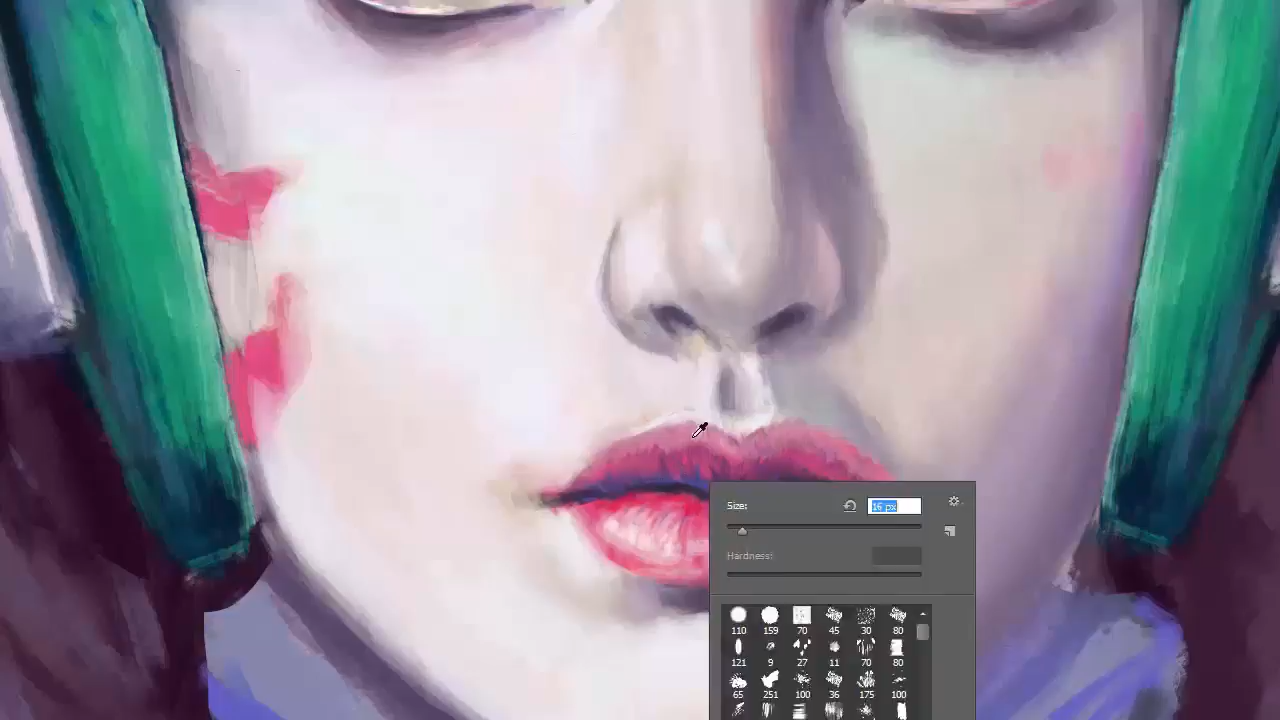 Size:
16 px
Hardness:
110 159 70 45 30 80
121 9 27 11 70 80
65 251 100 36 175 100